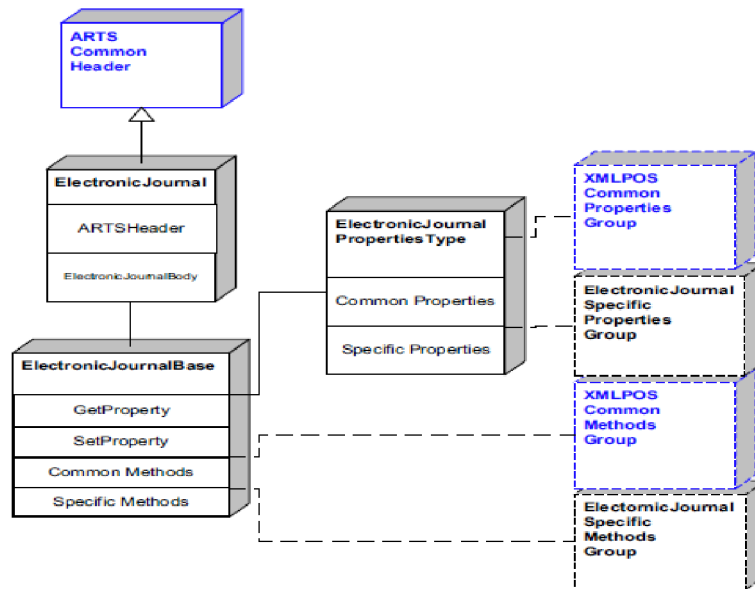 ARTS
Common
Header
ElectronicJournal
ARTSHeader
ElectronicJournalBody
ElectronicJournalBase
GetProperty
SetProperty
Common Methods
Specific Methods
ElectronicJournal
PropertiesType
Common Properties
Specific Properties
XMLPOS
Common
Properties
Group
ElectronicJournal
Specific
Properties
Group
XMLPOS
Common
Methods
Group
ElectomicJournal
Specific
Methods
Group